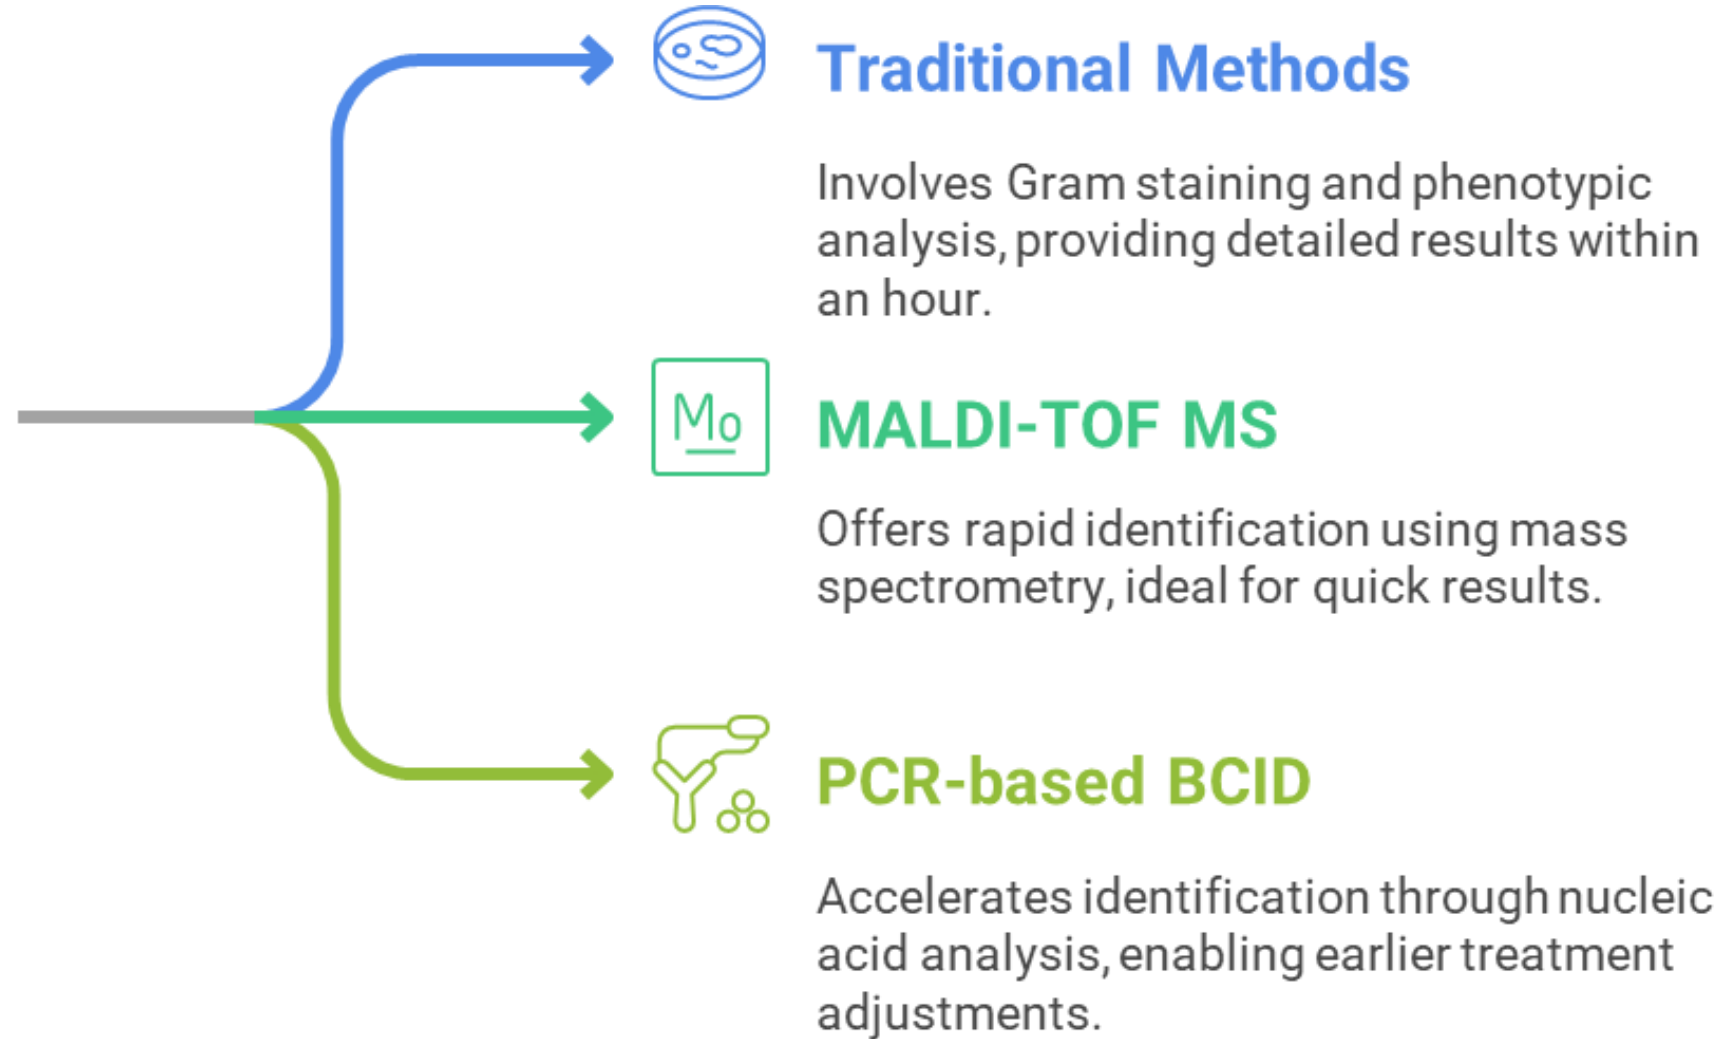 Traditional Methods
Involves Gram staining and phenotypic
analysis, providing detailed results within
an hour.
Mo
MALDI-TOF MS
Offers rapid identification using mass
spectrometry, ideal for quick results.
PCR-based BCID
Accelerates identification through nucleic
acid analysis, enabling earlier treatment
adjustments.